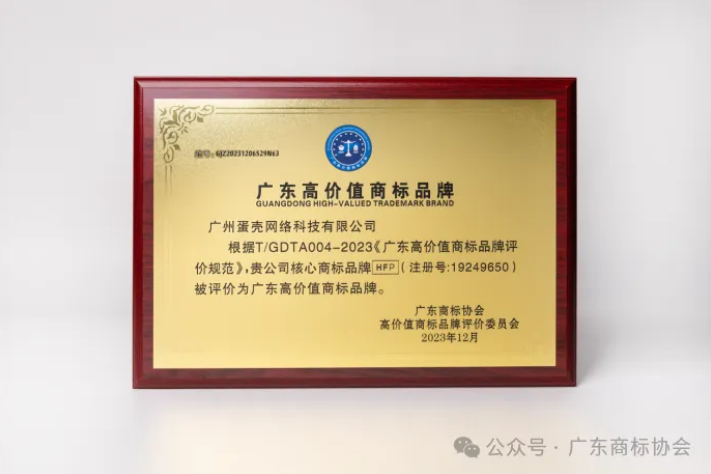 编号:GJZ20231206529N63
广东高价值商标品牌
GUANGDONG HIGH-VALUED TRADEMARK BRAND
广州蛋壳网络科技有限公司
根据T/GDTA004-2023《广东高价值商标品牌评
价规范》,贵公司核心商标品牌 HFP (注册号:19249650)
被评价为广东高价值商标品牌。
广东商标协会
高价值商标品牌评价委员会
2023年12月
公众号·广东商标协会